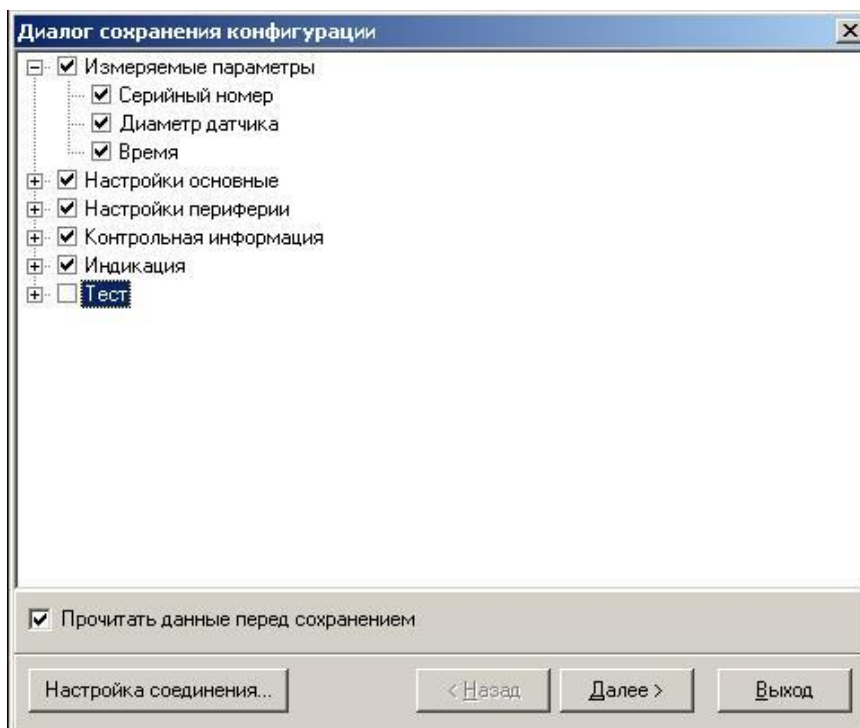 Диалог сохранения конфигурации
Измеряемые параметры
Серийный номер
Диаметр датчика
Время
Настройки основные
Настройки периферии
Контрольная информация
Индикация
Тест
Прочитать данные перед сохранением
Настройка соединения... < Назад Далее > Выход